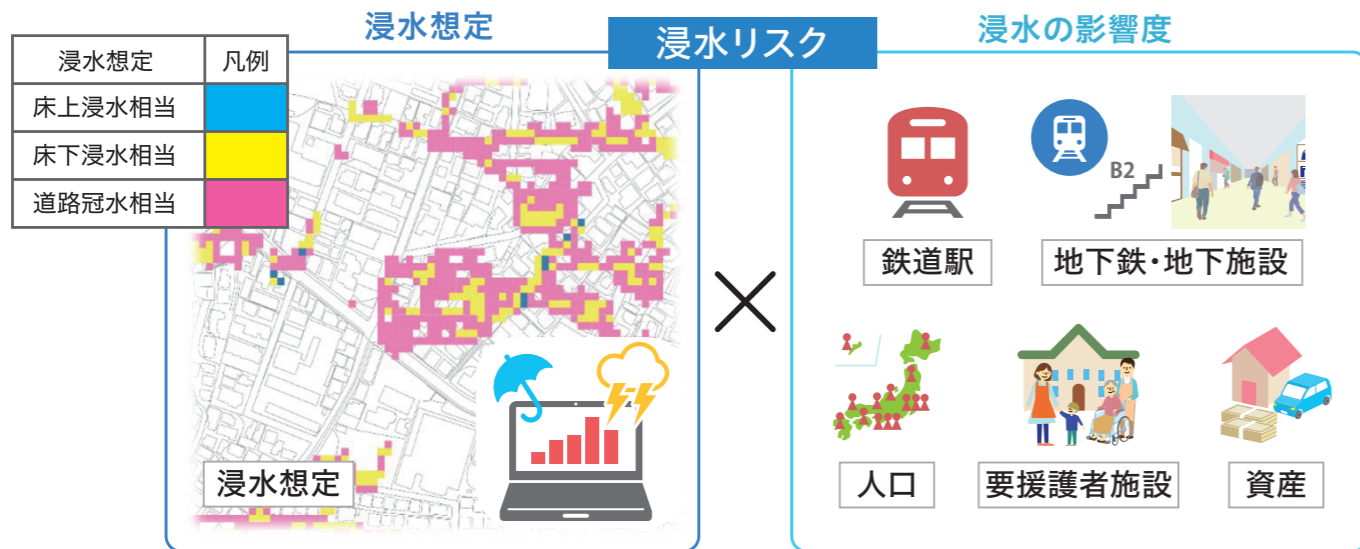 浸水リスク
浸水想定
浸水想定 凡例
床上浸水相当
床下浸水相当
道路冠水相当
浸水想定
×
浸水の影響度
鉄道駅
B2
地下鉄・地下施設
人口
要援護者施設
資産